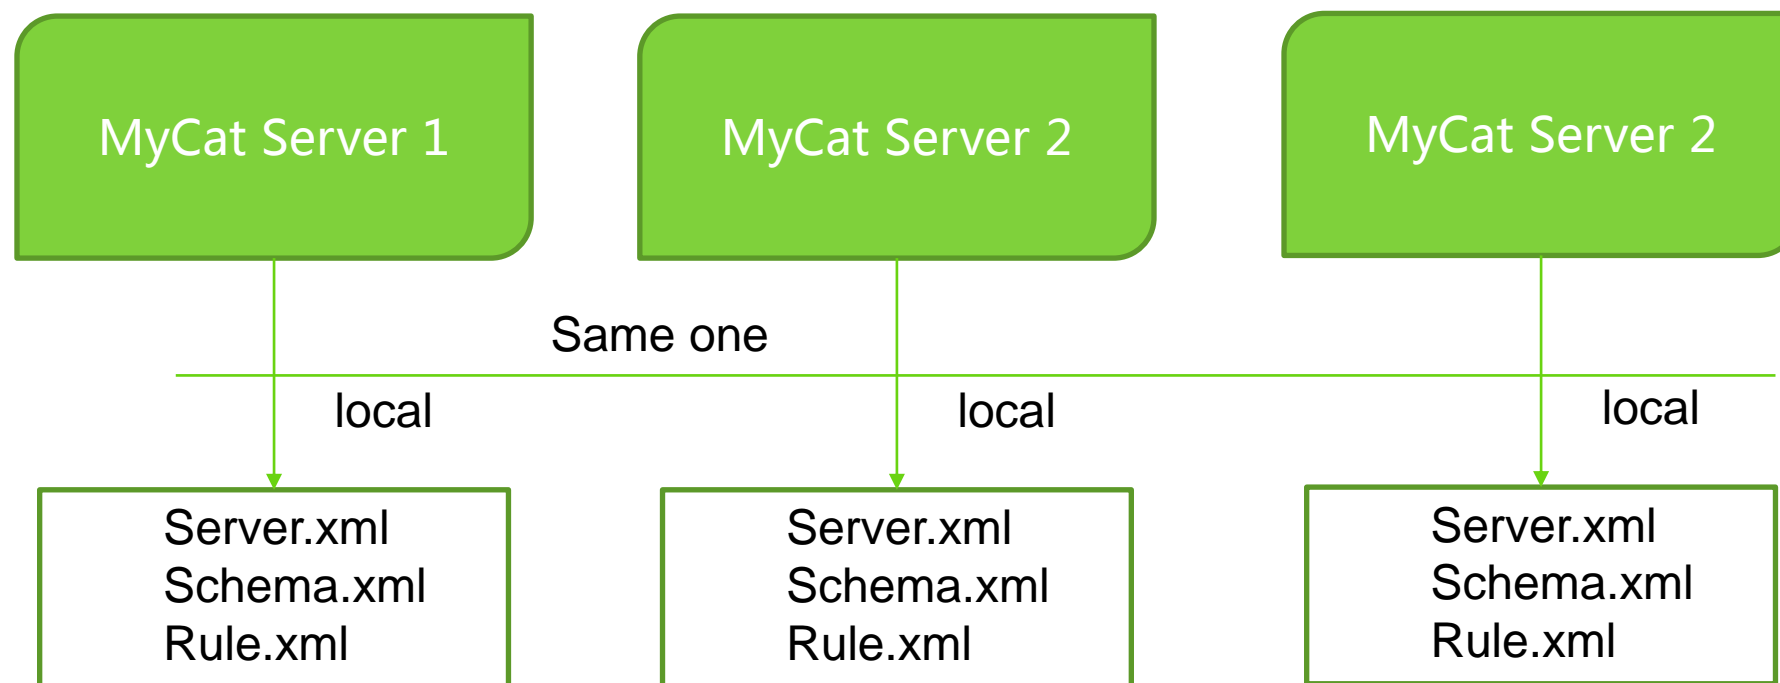 MyCat Server 1
MyCat Server 2
MyCat Server 2
Same one
local
local
local
Server.xml
Schema.xml
Rule.xml
Server.xml
Schema.xml
Rule.xml
Server.xml
Schema.xml
Rule.xml